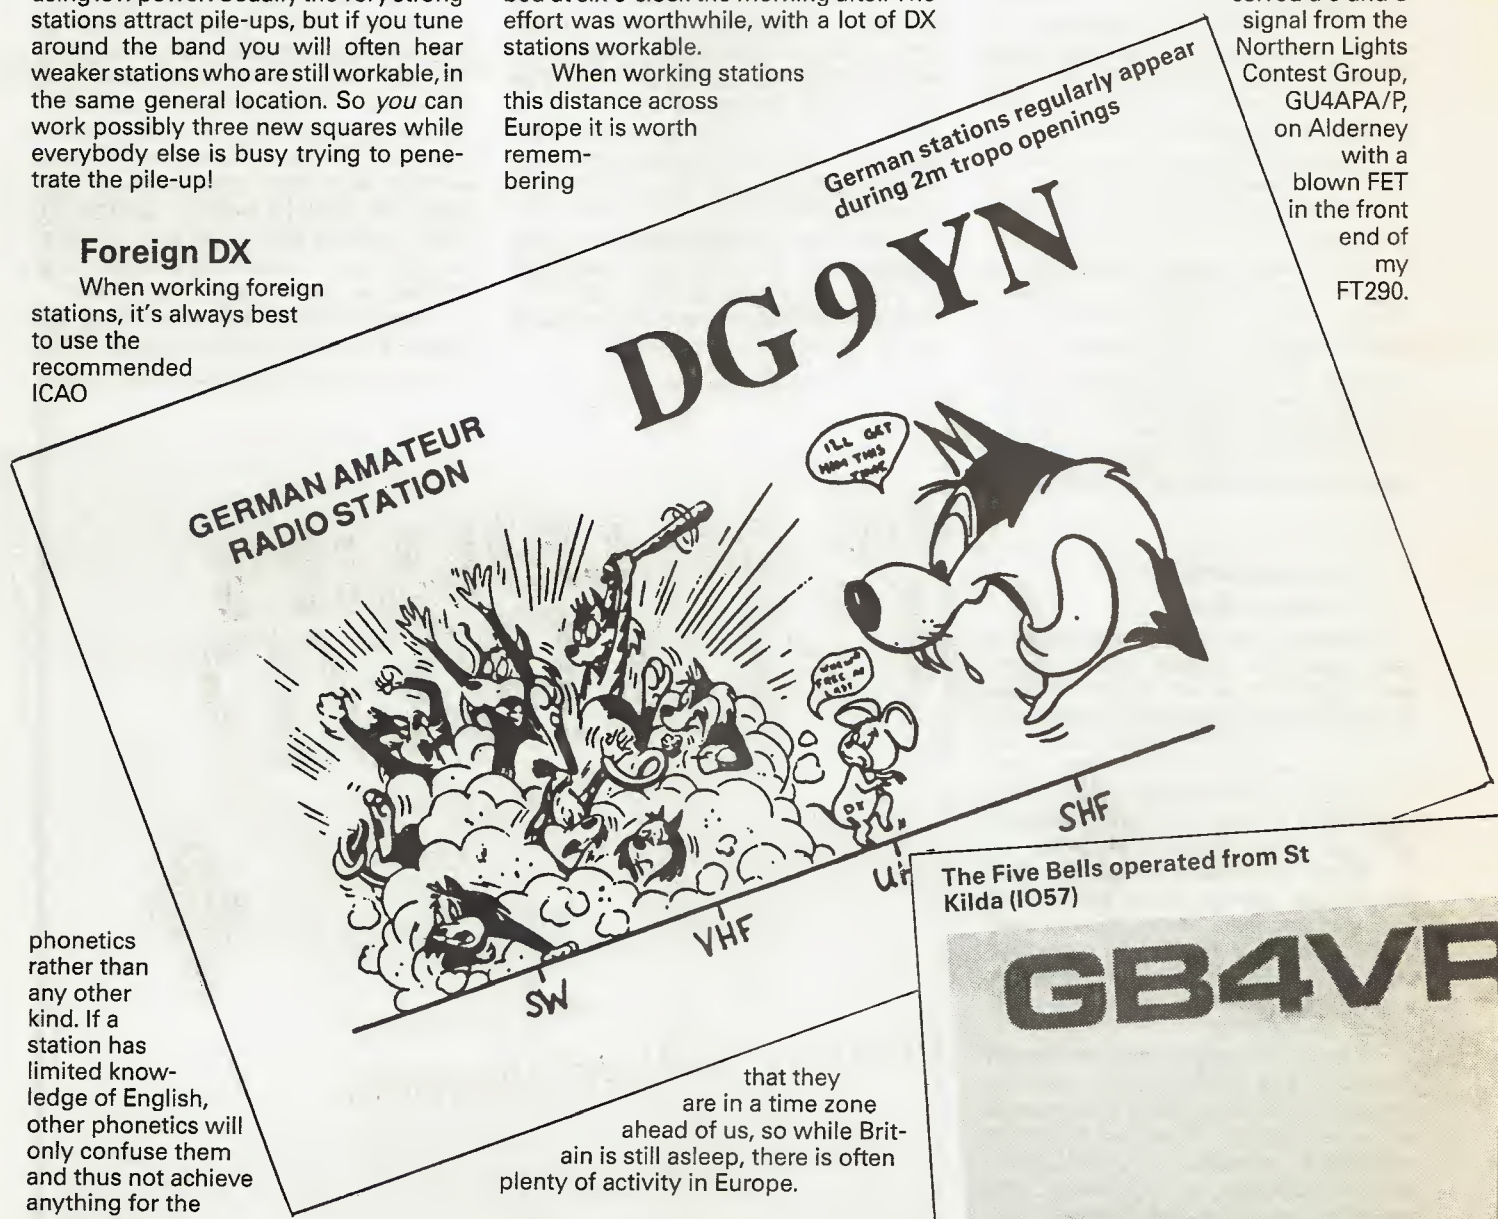 stations attract pile-ups, but if you tune
around the band you will often hear
weaker stations who are still workable, in
the same general location. So you can
work possibly three new squares while
everybody else is busy trying to pene-
trate the pile-up!
Foreign DX
When working foreign
stations, it's always best
to use the
recommended
ICAO
phonetics
rather than
any other
kind. If a
station has
limited know-
ledge of English,
other phonetics will
only confuse them
and thus not achieve
anything for the
effort was worthwhile, with a lot of DX
stations workable.
When working stations
this distance across
Europe it is worth
remem-
bering
that they
are in a time zone
ahead of us, so while Brit-
ain is still asleep, there is often
plenty of activity in Europe.
signal from the
Northern Lights
Contest Group,
GU4APA/P,
on Alderney
with a
blown FET
in the front
end of
my
FT290.
German stations regularly appear
during 2m tropo openings
DG9YN
GERMAN AMATEUR
RADIO STATION
I'LL GET
HIM THIS
TIME
FREE AT
LAST
SW
VHF
SHF
The Five Bells operated from St
Kilda (IO57)
GB4V